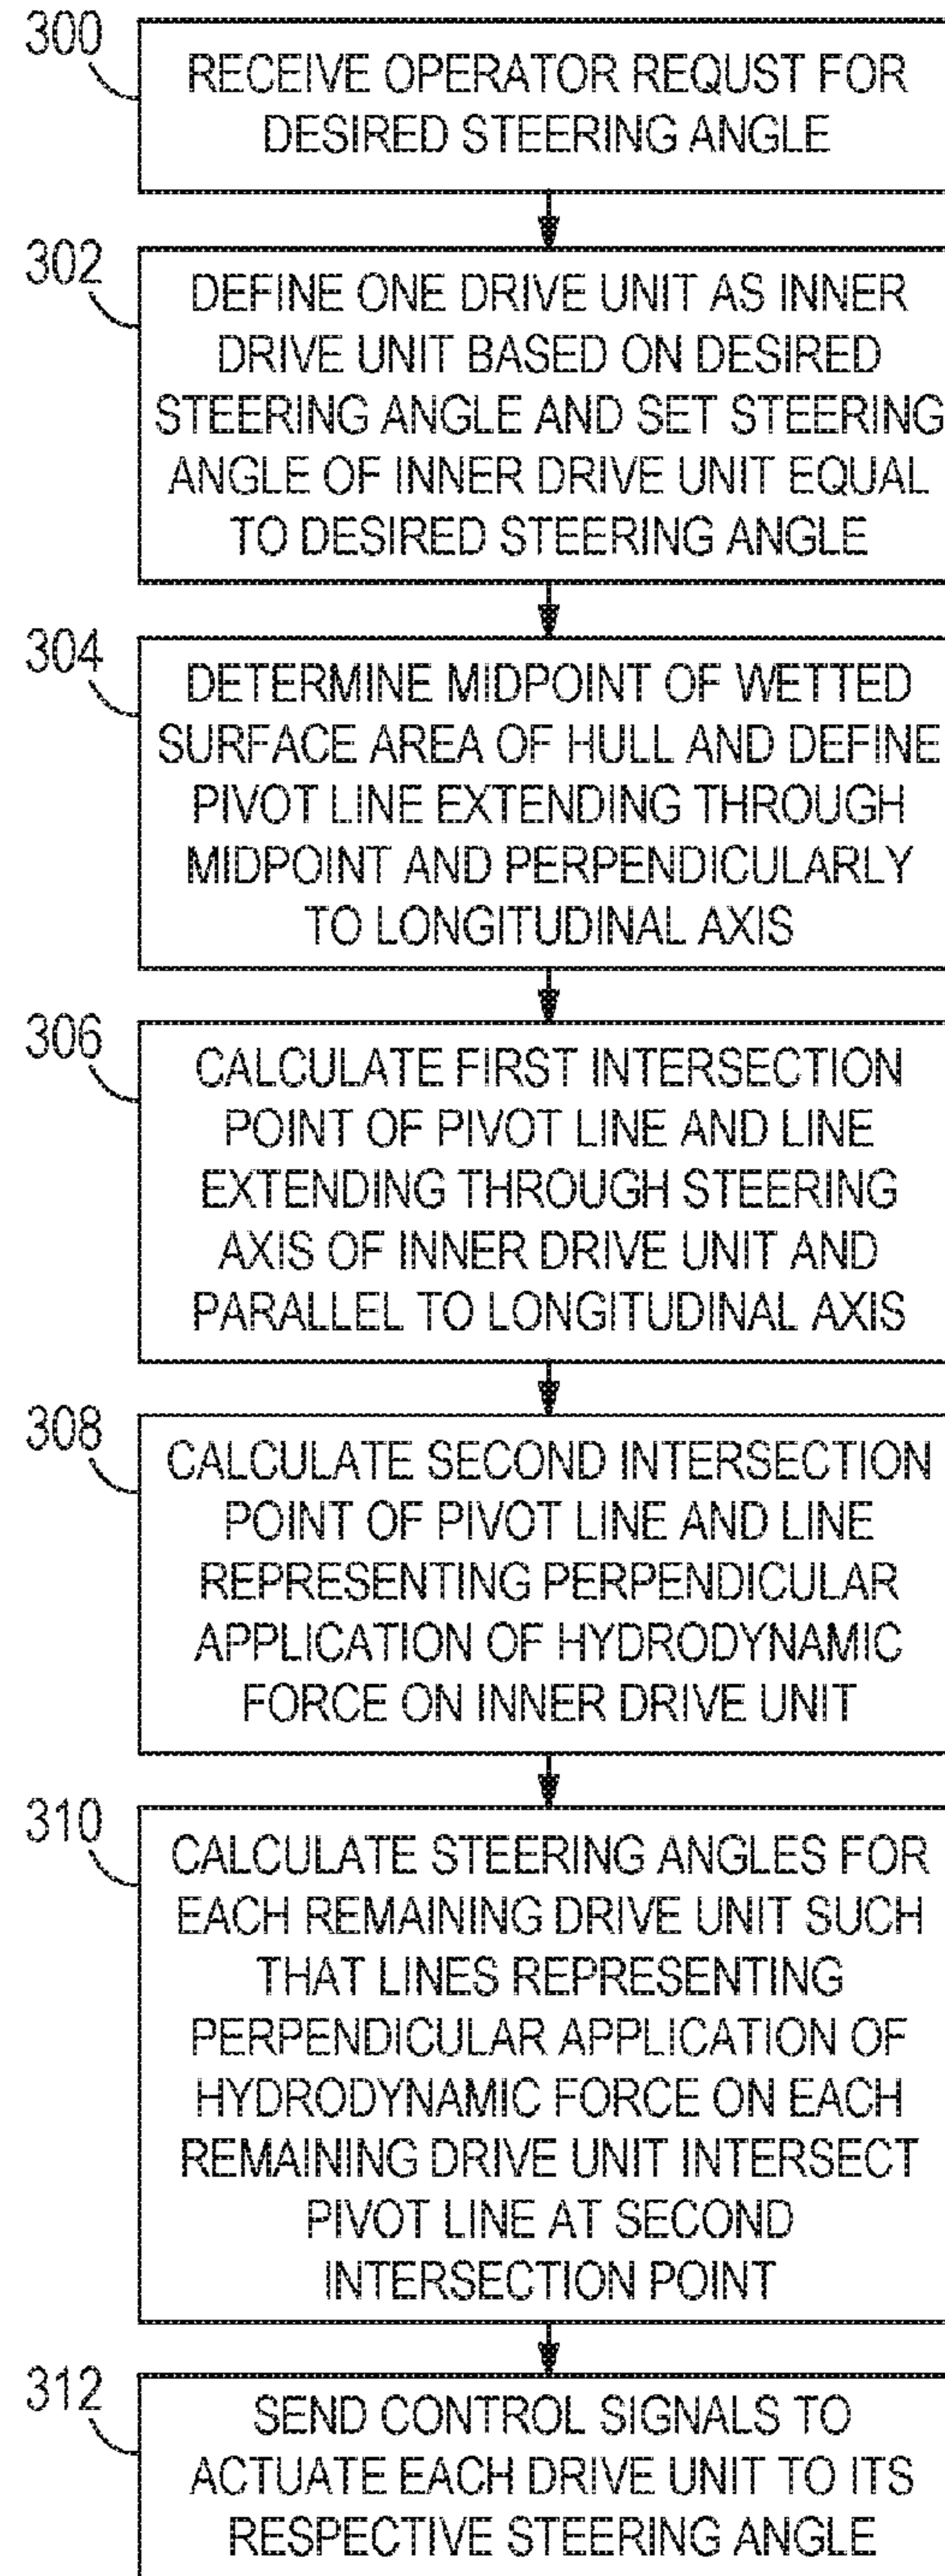 300
RECEIVE OPERATOR REQUST FOR
DESIRED STEERING ANGLE
302
DEFINE ONE DRIVE UNIT AS INNER
DRIVE UNIT BASED ON DESIRED
STEERING ANGLE AND SET STEERING
ANGLE OF INNER DRIVE UNIT EQUAL
TO DESIRED STEERING ANGLE
304
DETERMINE MIDPOINT OF WETTED
SURFACE AREA OF HULL AND DEFINE
PIVOT LINE EXTENDING THROUGH
MIDPOINT AND PERPENDICULARLY
TO LONGITUDINAL AXIS
306
CALCULATE FIRST INTERSECTION
POINT OF PIVOT LINE AND LINE
EXTENDING THROUGH STEERING
AXIS OF INNER DRIVE UNIT AND
PARALLEL TO LONGITUDINAL AXIS
308
CALCULATE SECOND INTERSECTION
POINT OF PIVOT LINE AND LINE
REPRESENTING PERPENDICULAR
APPLICATION OF HYDRODYNAMIC
FORCE ON INNER DRIVE UNIT
310
CALCULATE STEERING ANGLES FOR
EACH REMAINING DRIVE UNIT SUCH
THAT LINES REPRESENTING
PERPENDICULAR APPLICATION OF
HYDRODYNAMIC FORCE ON EACH
REMAINING DRIVE UNIT INTERSECT
PIVOT LINE AT SECOND
INTERSECTION POINT
312
SEND CONTROL SIGNALS TO
ACTUATE EACH DRIVE UNIT TO ITS
RESPECTIVE STEERING ANGLE